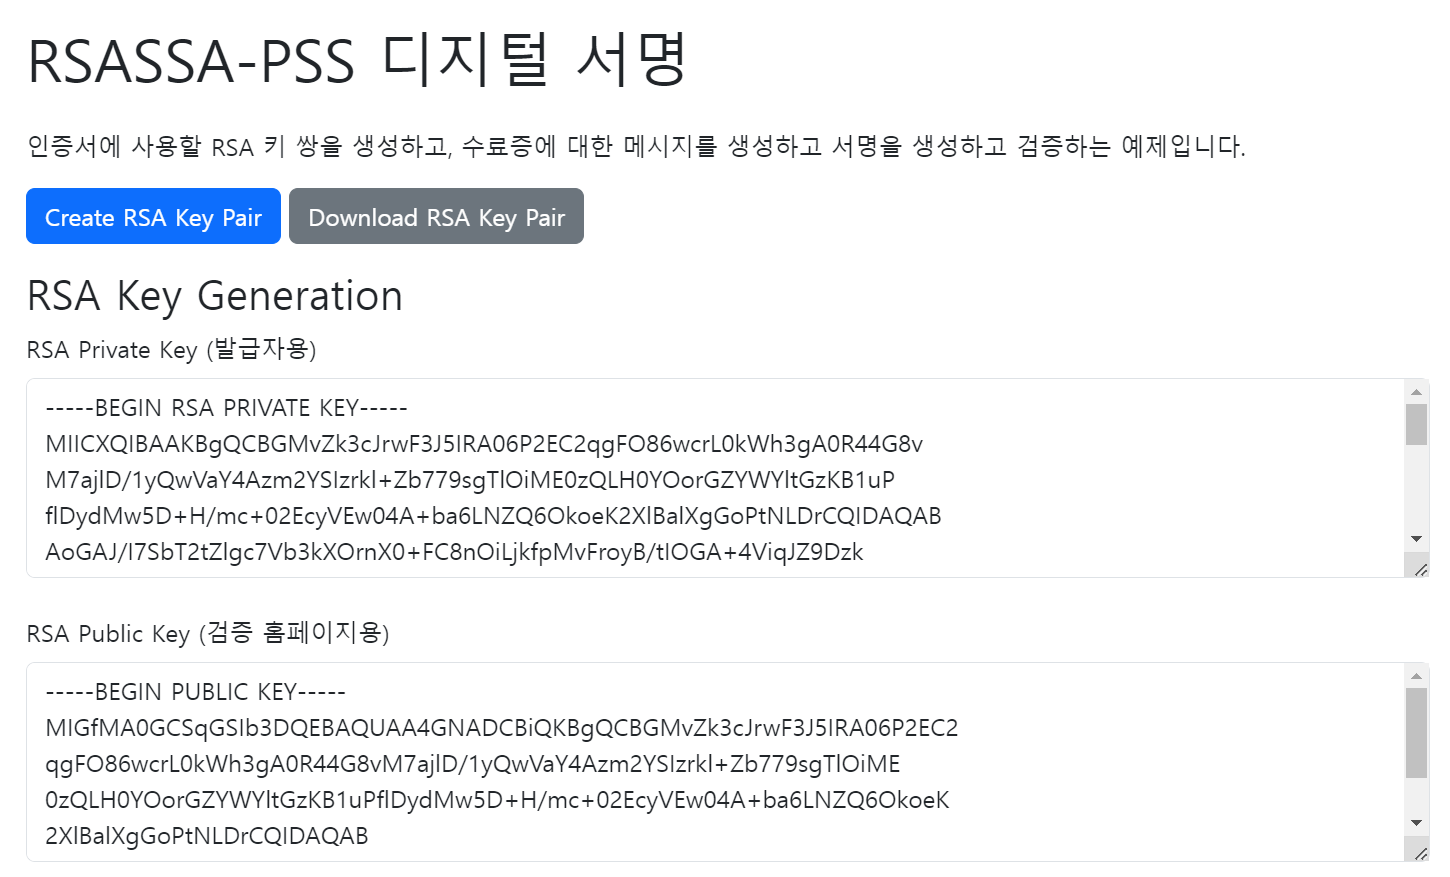 RSASSA-PSS 디지털 서명
인증서에 사용할 RSA 키 쌍을 생성하고, 수료증에 대한 메시지를 생성하고 서명을 생성하고 검증하는 예제입니다.
Create RSA Key Pair Download RSA Key Pair
RSA Key Generation
RSA Private Key (발급자용)
-----BEGIN RSA PRIVATE KEY-----
MIICXQIBAAKBgQCBGMvZk3cJrwF3J5IRA06P2EC2qgFO86wcrL0kWh3gA0R44G8v
M7ajlD/1yQwVaY4Azm2YSIzrkl+Zb779sgTlOiME0zQLH0YOorGZYWYltGzKB1uP
flDydMw5D+H/mc+02EcyVEw04A+ba6LNZQ6OkoeK2XlBalXgGoPtNLDrCQIDAQAB
AoGAJ/I7SbT2tZlgc7Vb3kXOrnX0+FC8nOiLjkfpMvFroyB/tIOGA+4ViqJZ9Dzk
RSA Public Key (검증 홈페이지용)
-----BEGIN PUBLIC KEY-----
MIGfMA0GCSqGSIb3DQEBAQUAA4GNADCBiQKBgQCBGMvZk3cJrwF3J5IRA06P2EC2
qgFO86wcrL0kWh3gA0R44G8vM7ajlD/1yQwVaY4Azm2YSIzrkl+Zb779sgTlOiME
0zQLH0YOorGZYWYltGzKB1uPflDydMw5D+H/mc+02EcyVEw04A+ba6LNZQ6OkoeK
2XlBalXgGoPtNLDrCQIDAQAB